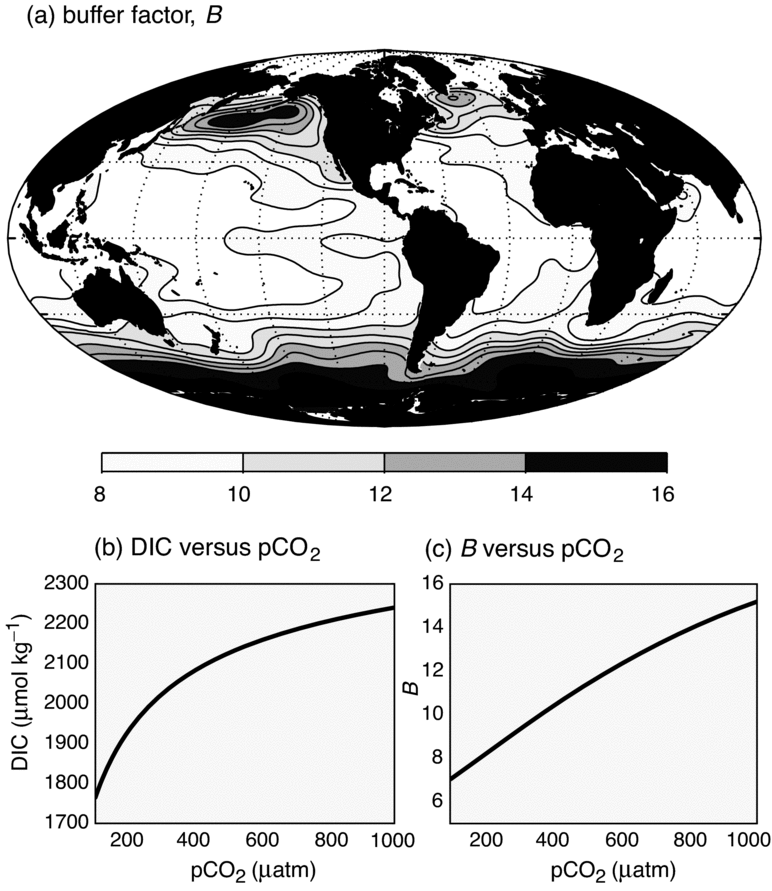 (a) buffer factor, B
8 10 12 14 16
(b) DIC versus pCO₂
2300
2200
2100
2000
1900
1800
1700
DIC (μmol kg⁻¹)
200 400 600 800 1000
pCO₂ (μatm)
(c) B versus pCO₂
16
14
12
10
8
6
B
200 400 600 800 1000
pCO₂ (μatm)